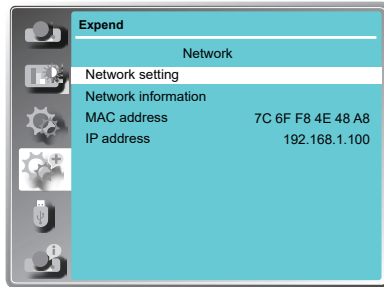 Expend
Network
Network setting
Network information
MAC address 7C 6F F8 4E 48 A8
IP address 192.168.1.100